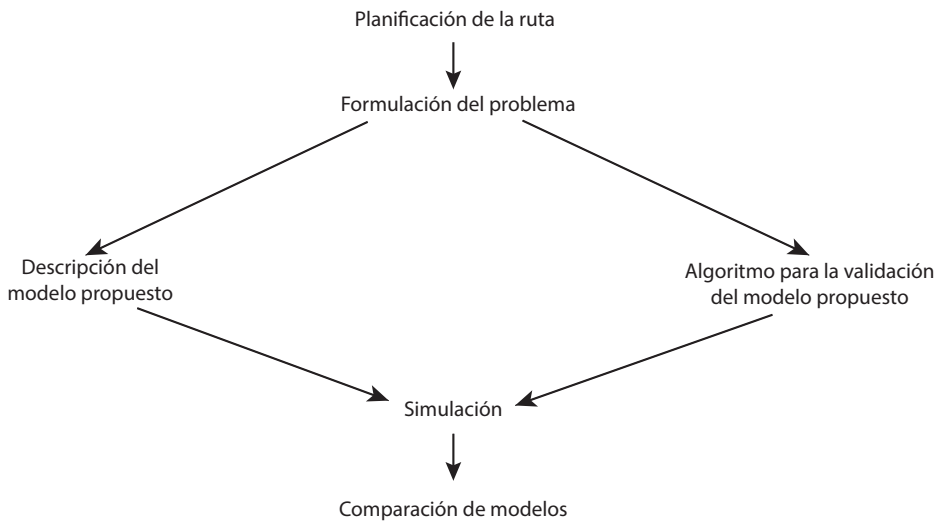 Planificación de la ruta
Formulación del problema
Descripción del
modelo propuesto
Algoritmo para la validación
del modelo propuesto
Simulación
Comparación de modelos